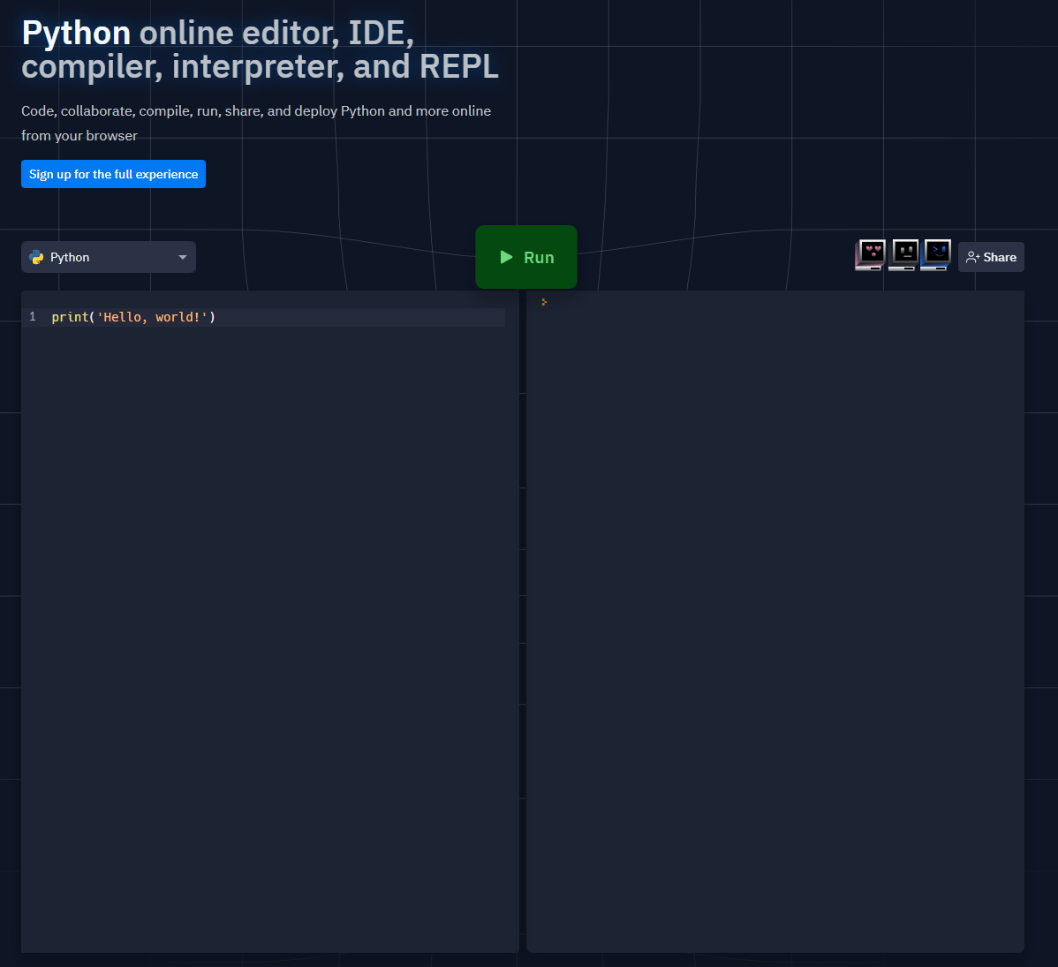 Python online editor, IDE,
compiler, interpreter, and REPL
Code, collaborate, compile, run, share, and deploy Python and more online
from your browser
Sign up for the full experience
Python
Run
Share
1 print('Hello, world!')